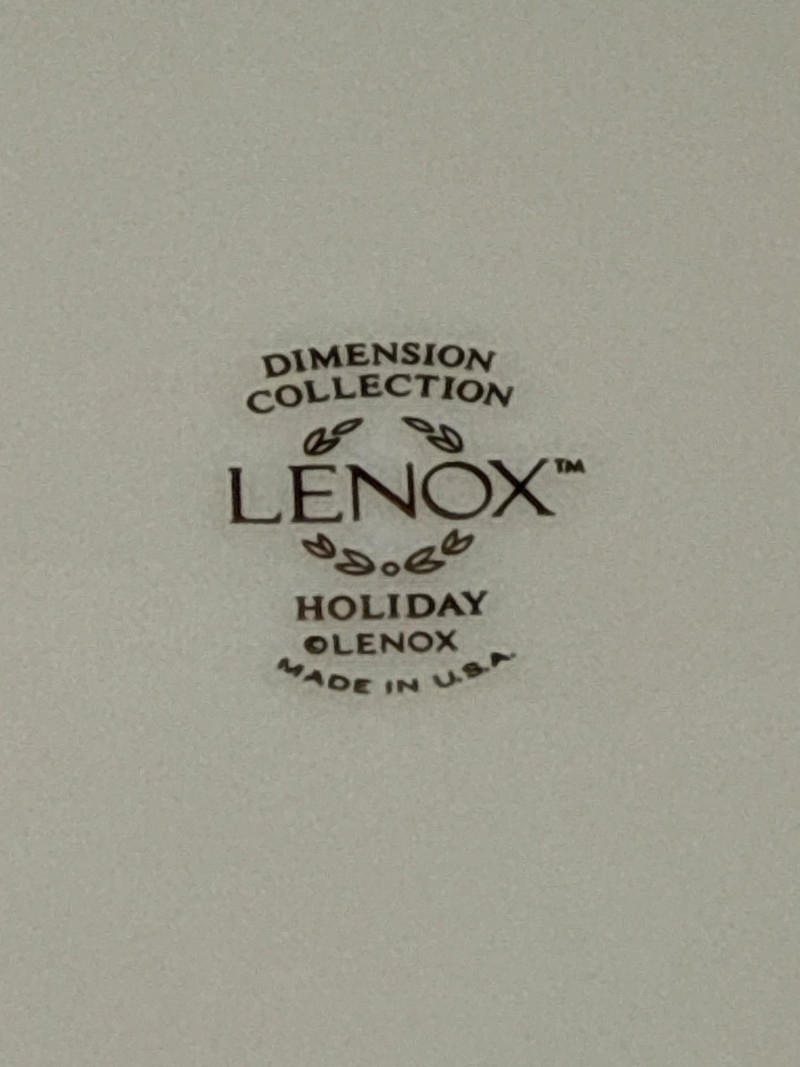 DIMENSION
COLLECTION
LENOX™
HOLIDAY
©LENOX
MADE IN U.S.A.